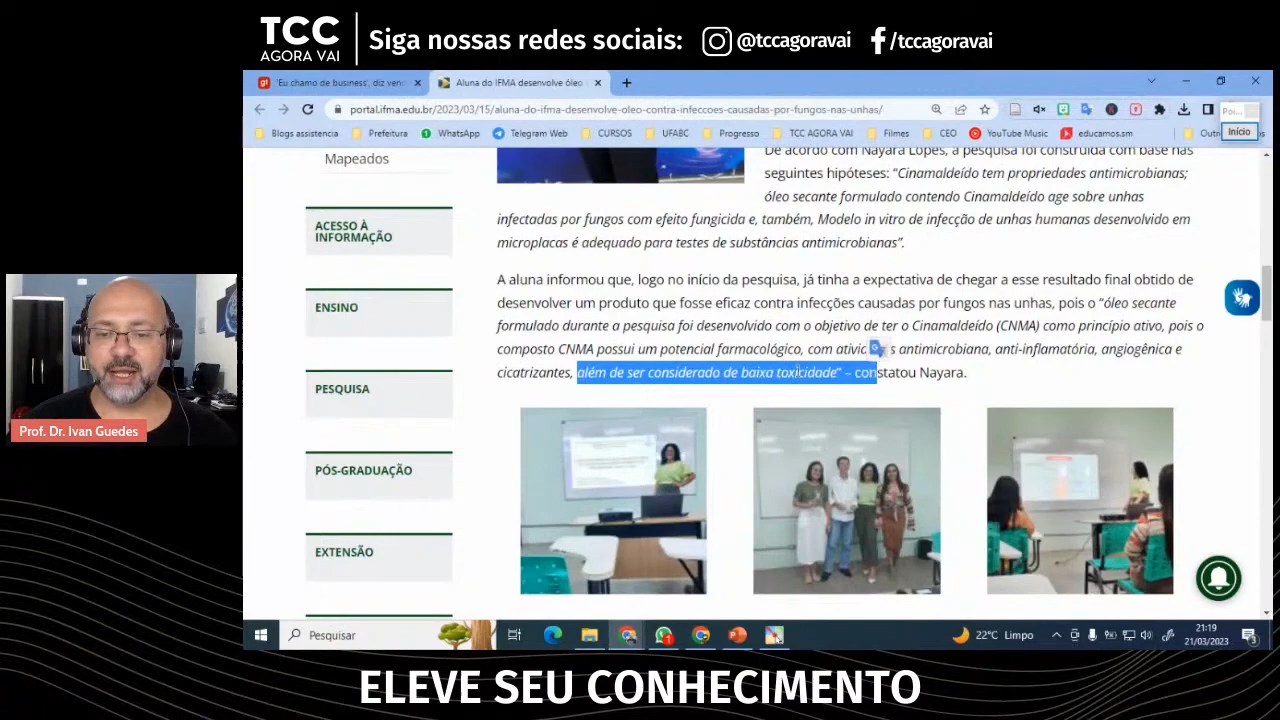 TCC
AGORA VAI
Siga nossas redes sociais:
@tccagoravai
/tccagoravai
g1
'Eu chamo de business', diz vend
Aluna do IFMA desenvolve óleo
portal.ifma.edu.br/2023/03/15/aluna-do-ifma-desenvolve-oleo-contra-infeccoes-causadas-por-fungos-nas-unhas/
Início
Blogs assistencia
Prefeitura
WhatsApp
Telegram Web
CURSOS
UFABC
Progresso
TCC AGORA VAI
Filmes
CEO
YouTube Music
educamos.sm
Mapeados
ACESSO À
INFORMAÇÃO
ENSINO
PESQUISA
PÓS-GRADUAÇÃO
EXTENSÃO
De acordo com Nayara Lopes, a pesquisa foi construída com base nas
seguintes hipóteses: “Cinamaldeído tem propriedades antimicrobianas;
óleo secante formulado contendo Cinamaldeído age sobre unhas
infectadas por fungos com efeito fungicida e, também, Modelo in vitro de infecção de unhas humanas desenvolvido em
microplacas é adequado para testes de substâncias antimicrobianas”.
A aluna informou que, logo no início da pesquisa, já tinha a expectativa de chegar a esse resultado final obtido de
desenvolver um produto que fosse eficaz contra infecções causadas por fungos nas unhas, pois o “óleo secante
formulado durante a pesquisa foi desenvolvido com o objetivo de ter o Cinamaldeído (CNMA) como princípio ativo, pois o
composto CNMA possui um potencial farmacológico, com ativida s antimicrobiana, anti-inflamatória, angiogênica e
cicatrizantes, além de ser considerado de baixa toxicidade” – constatou Nayara.
Prof. Dr. Ivan Guedes
Pesquisar
22°C Limpo
21:19
21/03/2023
ELEVE SEU CONHECIMENTO